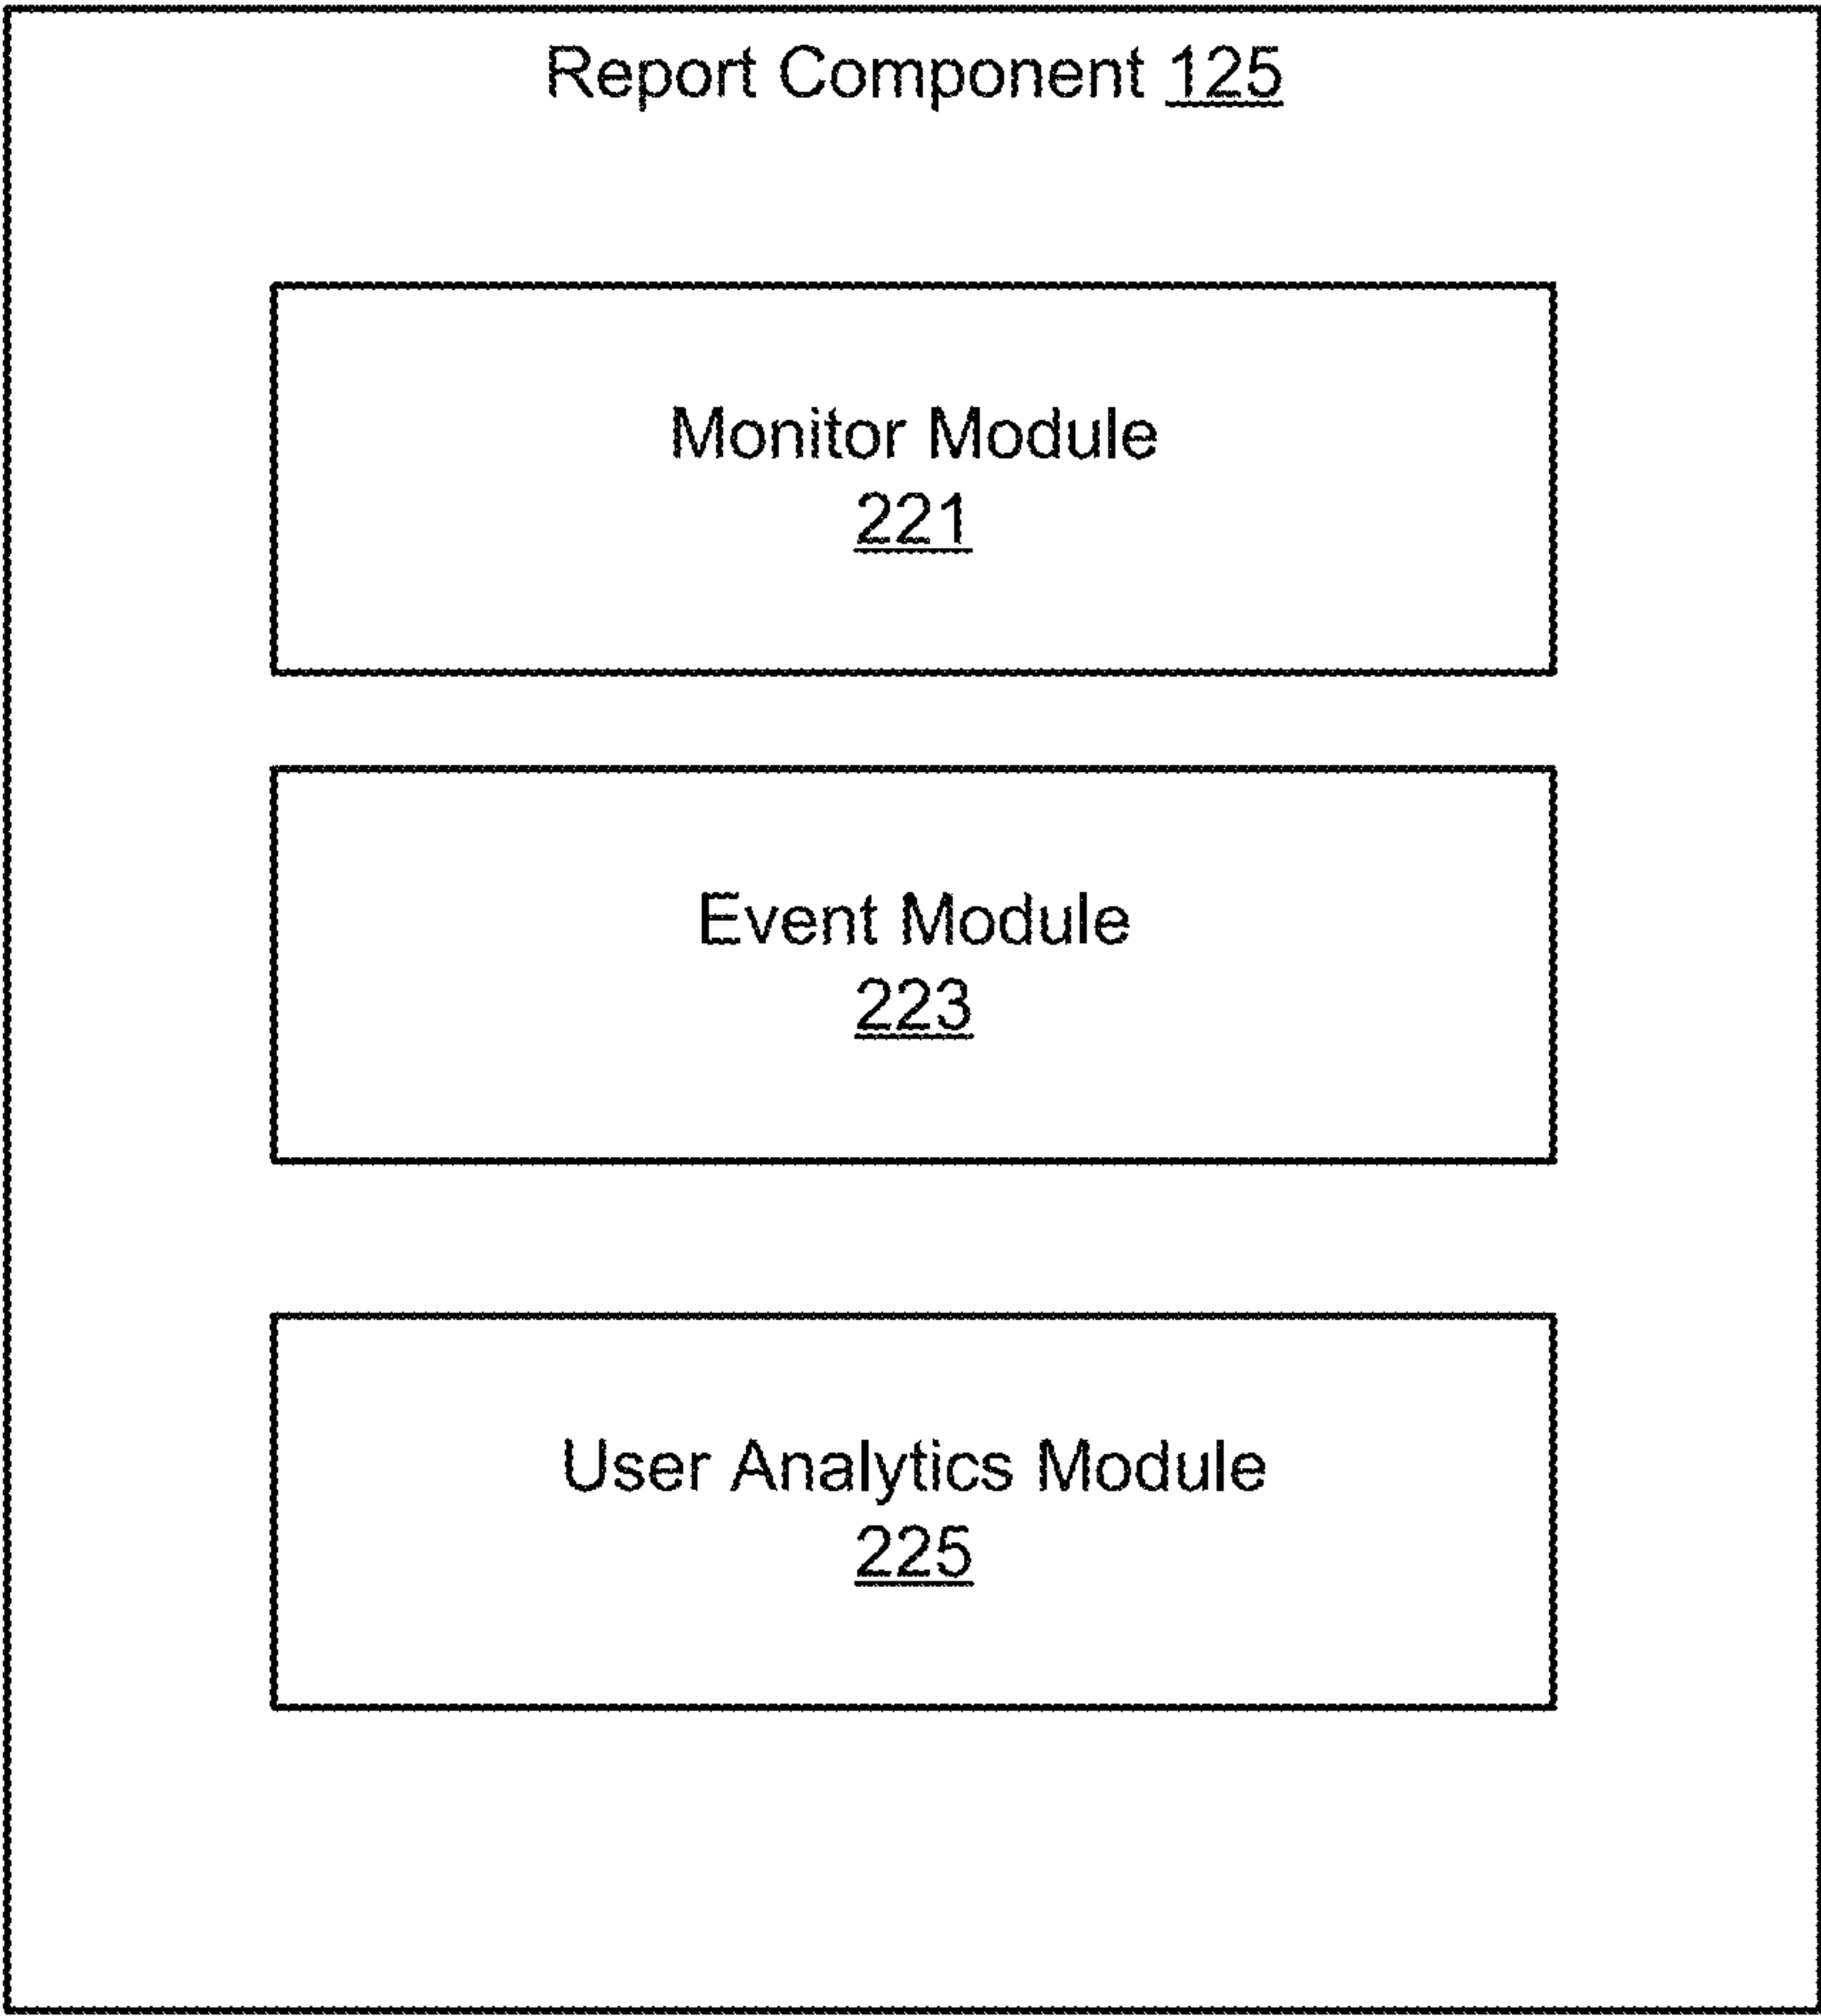 Report Component 125
Monitor Module
221
Event Module
223
User Analytics Module
225